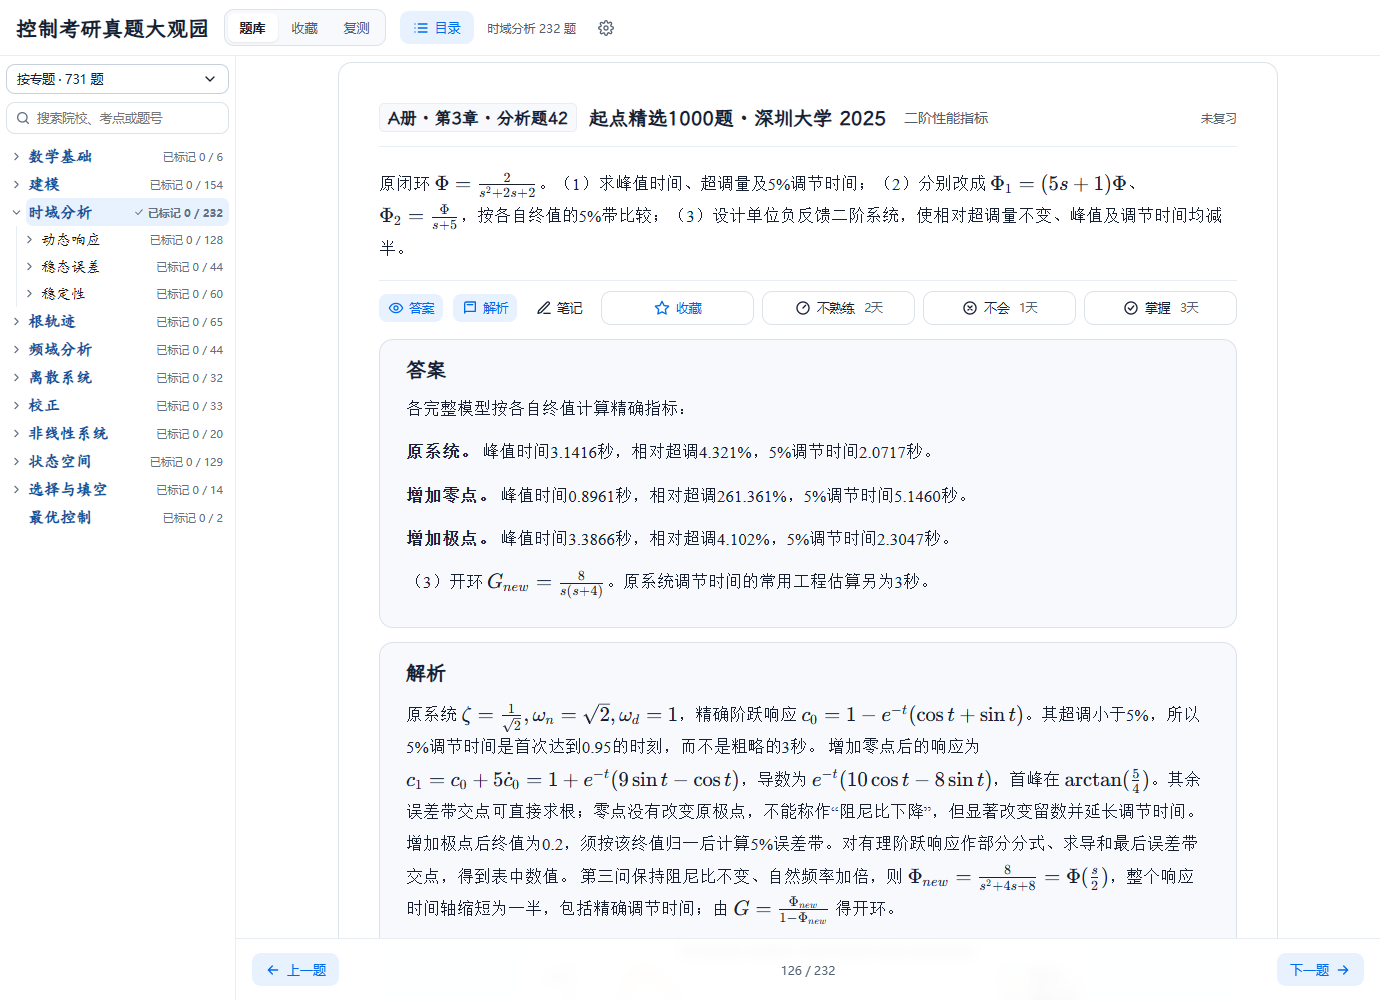 控制考研真题大观园 题库 收藏 复测 目录 时域分析 232 题
按专题 · 731 题
搜索院校、考点或题号
数学基础 已标记 0 / 6
建模 已标记 0 / 154
时域分析 ✓ 已标记 0 / 232
动态响应 已标记 0 / 128
稳态误差 已标记 0 / 44
稳定性 已标记 0 / 60
根轨迹 已标记 0 / 65
频域分析 已标记 0 / 44
离散系统 已标记 0 / 32
校正 已标记 0 / 33
非线性系统 已标记 0 / 20
状态空间 已标记 0 / 129
选择与填空 已标记 0 / 14
最优控制 已标记 0 / 2
A册・第3章・分析题42 起点精选1000题・深圳大学 2025 二阶性能指标 未复习
原闭环 Φ = 2/(s²+2s+2)。（1）求峰值时间、超调量及5%调节时间；（2）分别改成 Φ₁ = (5s + 1)Φ、
Φ₂ = Φ/(s+5)，按各自终值的5%带比较；（3）设计单位负反馈二阶系统，使相对超调量不变、峰值及调节时间均减
半。
答案 解析 笔记 收藏 不熟练 2天 不会 1天 掌握 3天
答案
各完整模型按各自终值计算精确指标：
原系统。 峰值时间3.1416秒，相对超调4.321%，5%调节时间2.0717秒。
增加零点。 峰值时间0.8961秒，相对超调261.361%，5%调节时间5.1460秒。
增加极点。 峰值时间3.3866秒，相对超调4.102%，5%调节时间2.3047秒。
（3）开环 G_new = 8/(s(s+4))。原系统调节时间的常用工程估算另为3秒。
解析
原系统 ζ = 1/√2, ω_n = √2, ω_d = 1，精确阶跃响应 c₀ = 1 − e^{−t}(cos t + sin t)。其超调小于5%，所以
5%调节时间是首次达到0.95的时刻，而不是粗略的3秒。 增加零点后的响应为
c₁ = c₀ + 5ċ₀ = 1 + e^{−t}(9 sin t − cos t)，导数为 e^{−t}(10 cos t − 8 sin t)，首峰在 arctan(5/4)。其余
误差带交点可直接求根；零点没有改变原极点，不能称作“阻尼比下降”，但显著改变留数并延长调节时间。
增加极点后终值为0.2，须按该终值归一后计算5%误差带。对有理阶跃响应作部分分式、求导和最后误差带
交点，得到表中数值。 第三问保持阻尼比不变、自然频率加倍，则 Φ_new = 8/(s²+4s+8) = Φ(s/2)，整个响应
时间轴缩短为一半，包括精确调节时间；由 G = Φ_new/(1−Φ_new) 得开环。
← 上一题 126 / 232 下一题 →